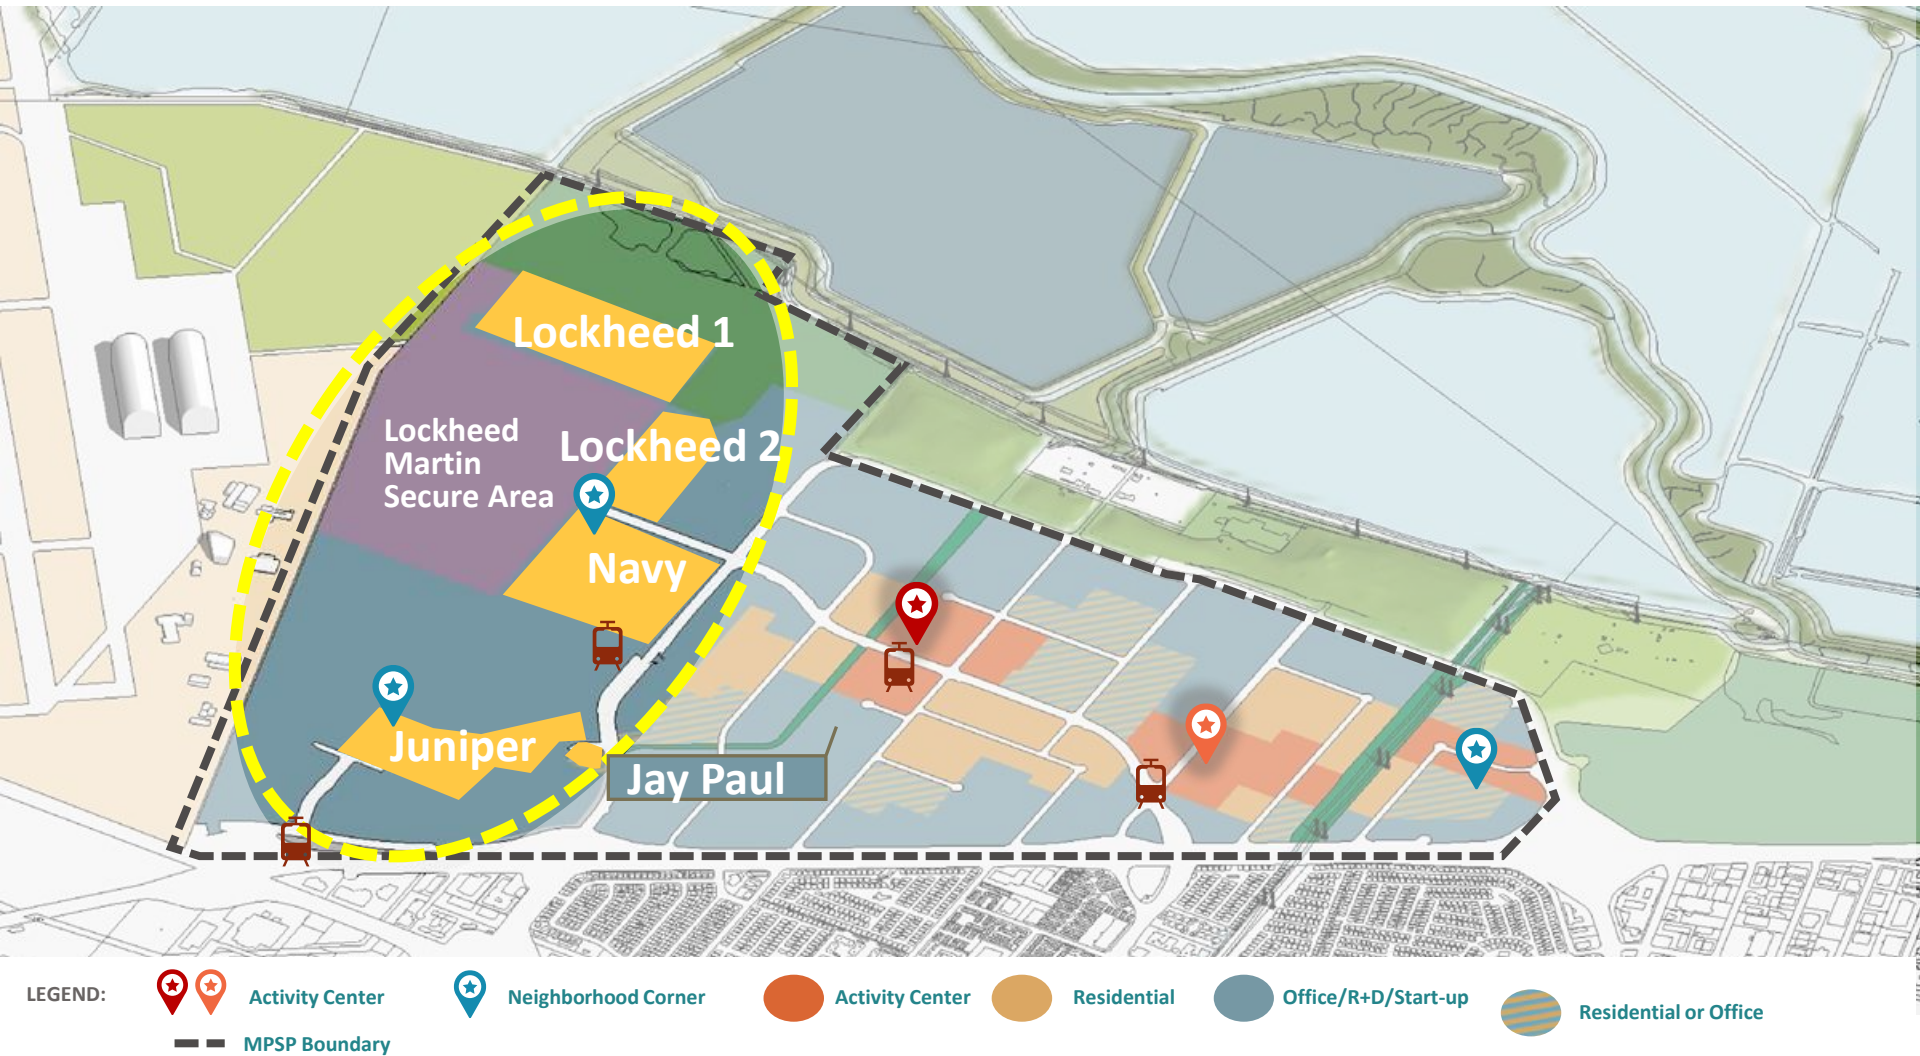 Lockheed 1
Lockheed
Martin
Secure Area
Lockheed 2
Navy
Juniper
Jay Paul
LEGEND:
Activity Center
Neighborhood Corner
Activity Center
Residential
Office/R+D/Start-up
Residential or Office
MPSP Boundary